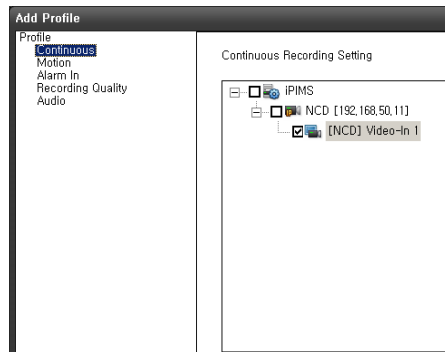 Add Profile
Profile
Continuous
Motion
Alarm In
Recording Quality
Audio
Continuous Recording Setting
iPIMS
NCD [192,168,50,11]
[NCD] Video-In 1